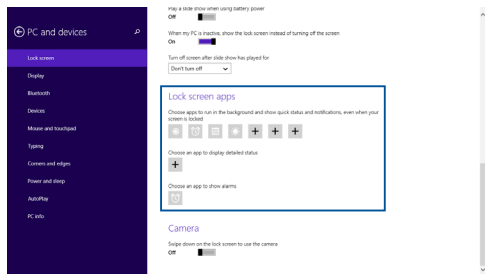 PC and devices
Lock screen
Display
Bluetooth
Devices
Mouse and touchpad
Typing
Corners and edges
Power and sleep
AutoPlay
PC info
Play a slide show when using battery power
Off
When my PC is inactive, show the lock screen instead of turning off the screen
On
Turn off screen after slide show has played for
Don't turn off
Lock screen apps
Choose apps to run in the background and show quick status and notifications, even when your
screen is locked
Choose an app to display detailed status
Choose an app to show alarms
Camera
Swipe down on the lock screen to use the camera
Off